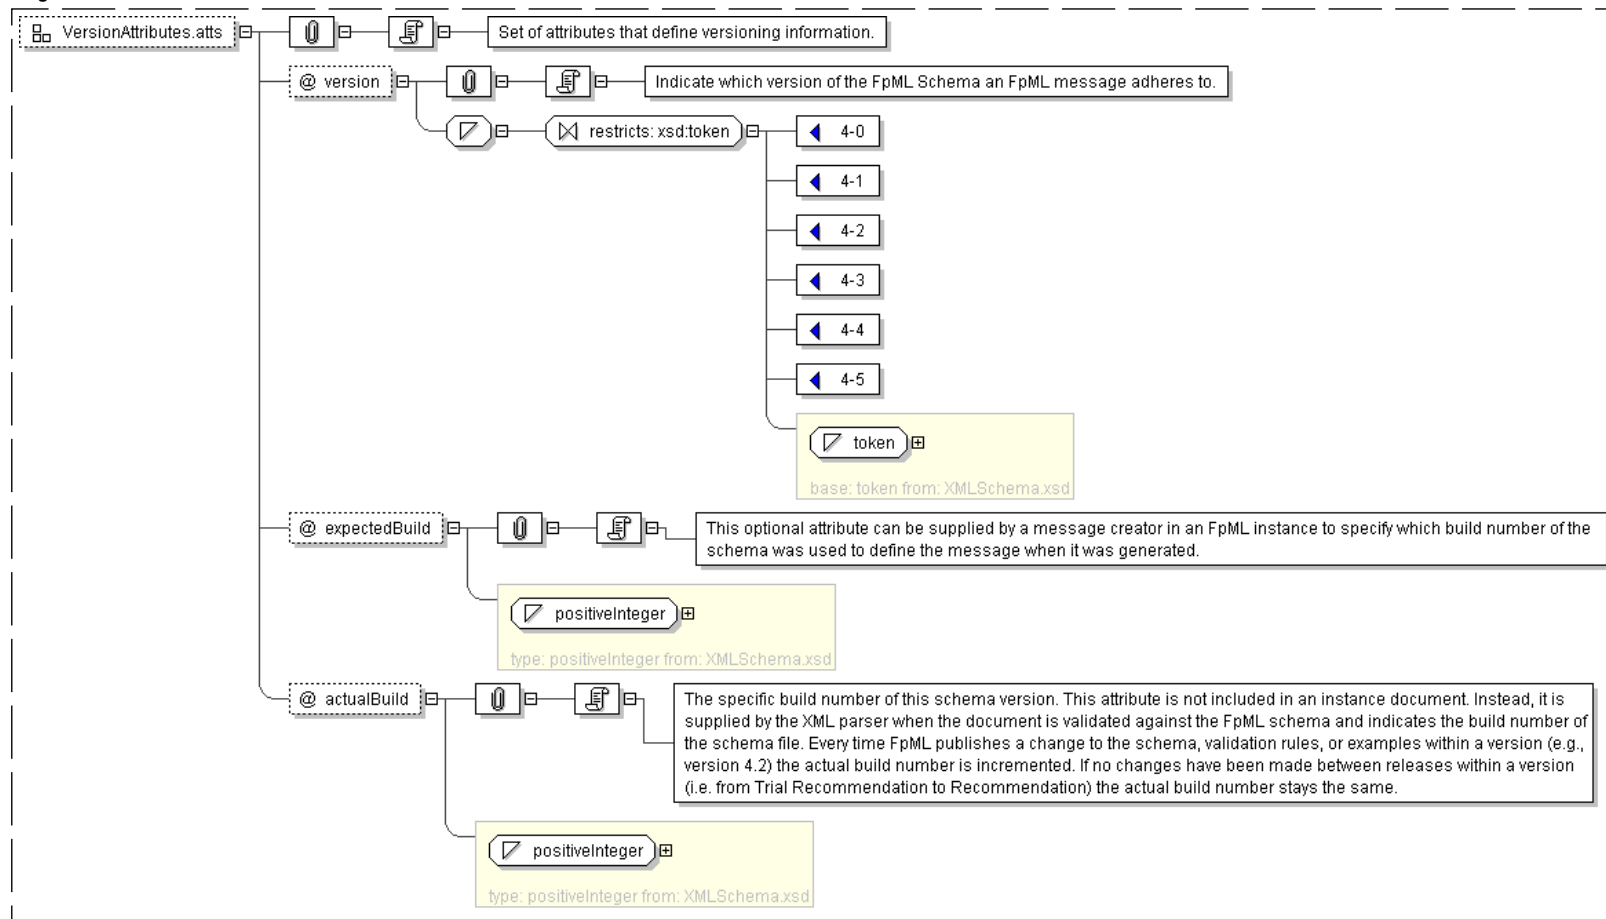 VersionAttributes.atts
Set of attributes that define versioning information.
@ version
Indicate which version of the FpML Schema an FpML message adheres to.
restricts: xsd:token
4-0
4-1
4-2
4-3
4-4
4-5
token
base: token from: XMLSchema.xsd
@ expectedBuild
This optional attribute can be supplied by a message creator in an FpML instance to specify which build number of the
schema was used to define the message when it was generated.
positiveInteger
type: positiveInteger from: XMLSchema.xsd
@ actualBuild
The specific build number of this schema version. This attribute is not included in an instance document. Instead, it is
supplied by the XML parser when the document is validated against the FpML schema and indicates the build number of
the schema file. Every time FpML publishes a change to the schema, validation rules, or examples within a version (e.g.,
version 4.2) the actual build number is incremented. If no changes have been made between releases within a version
(i.e. from Trial Recommendation to Recommendation) the actual build number stays the same.
positiveInteger
type: positiveInteger from: XMLSchema.xsd